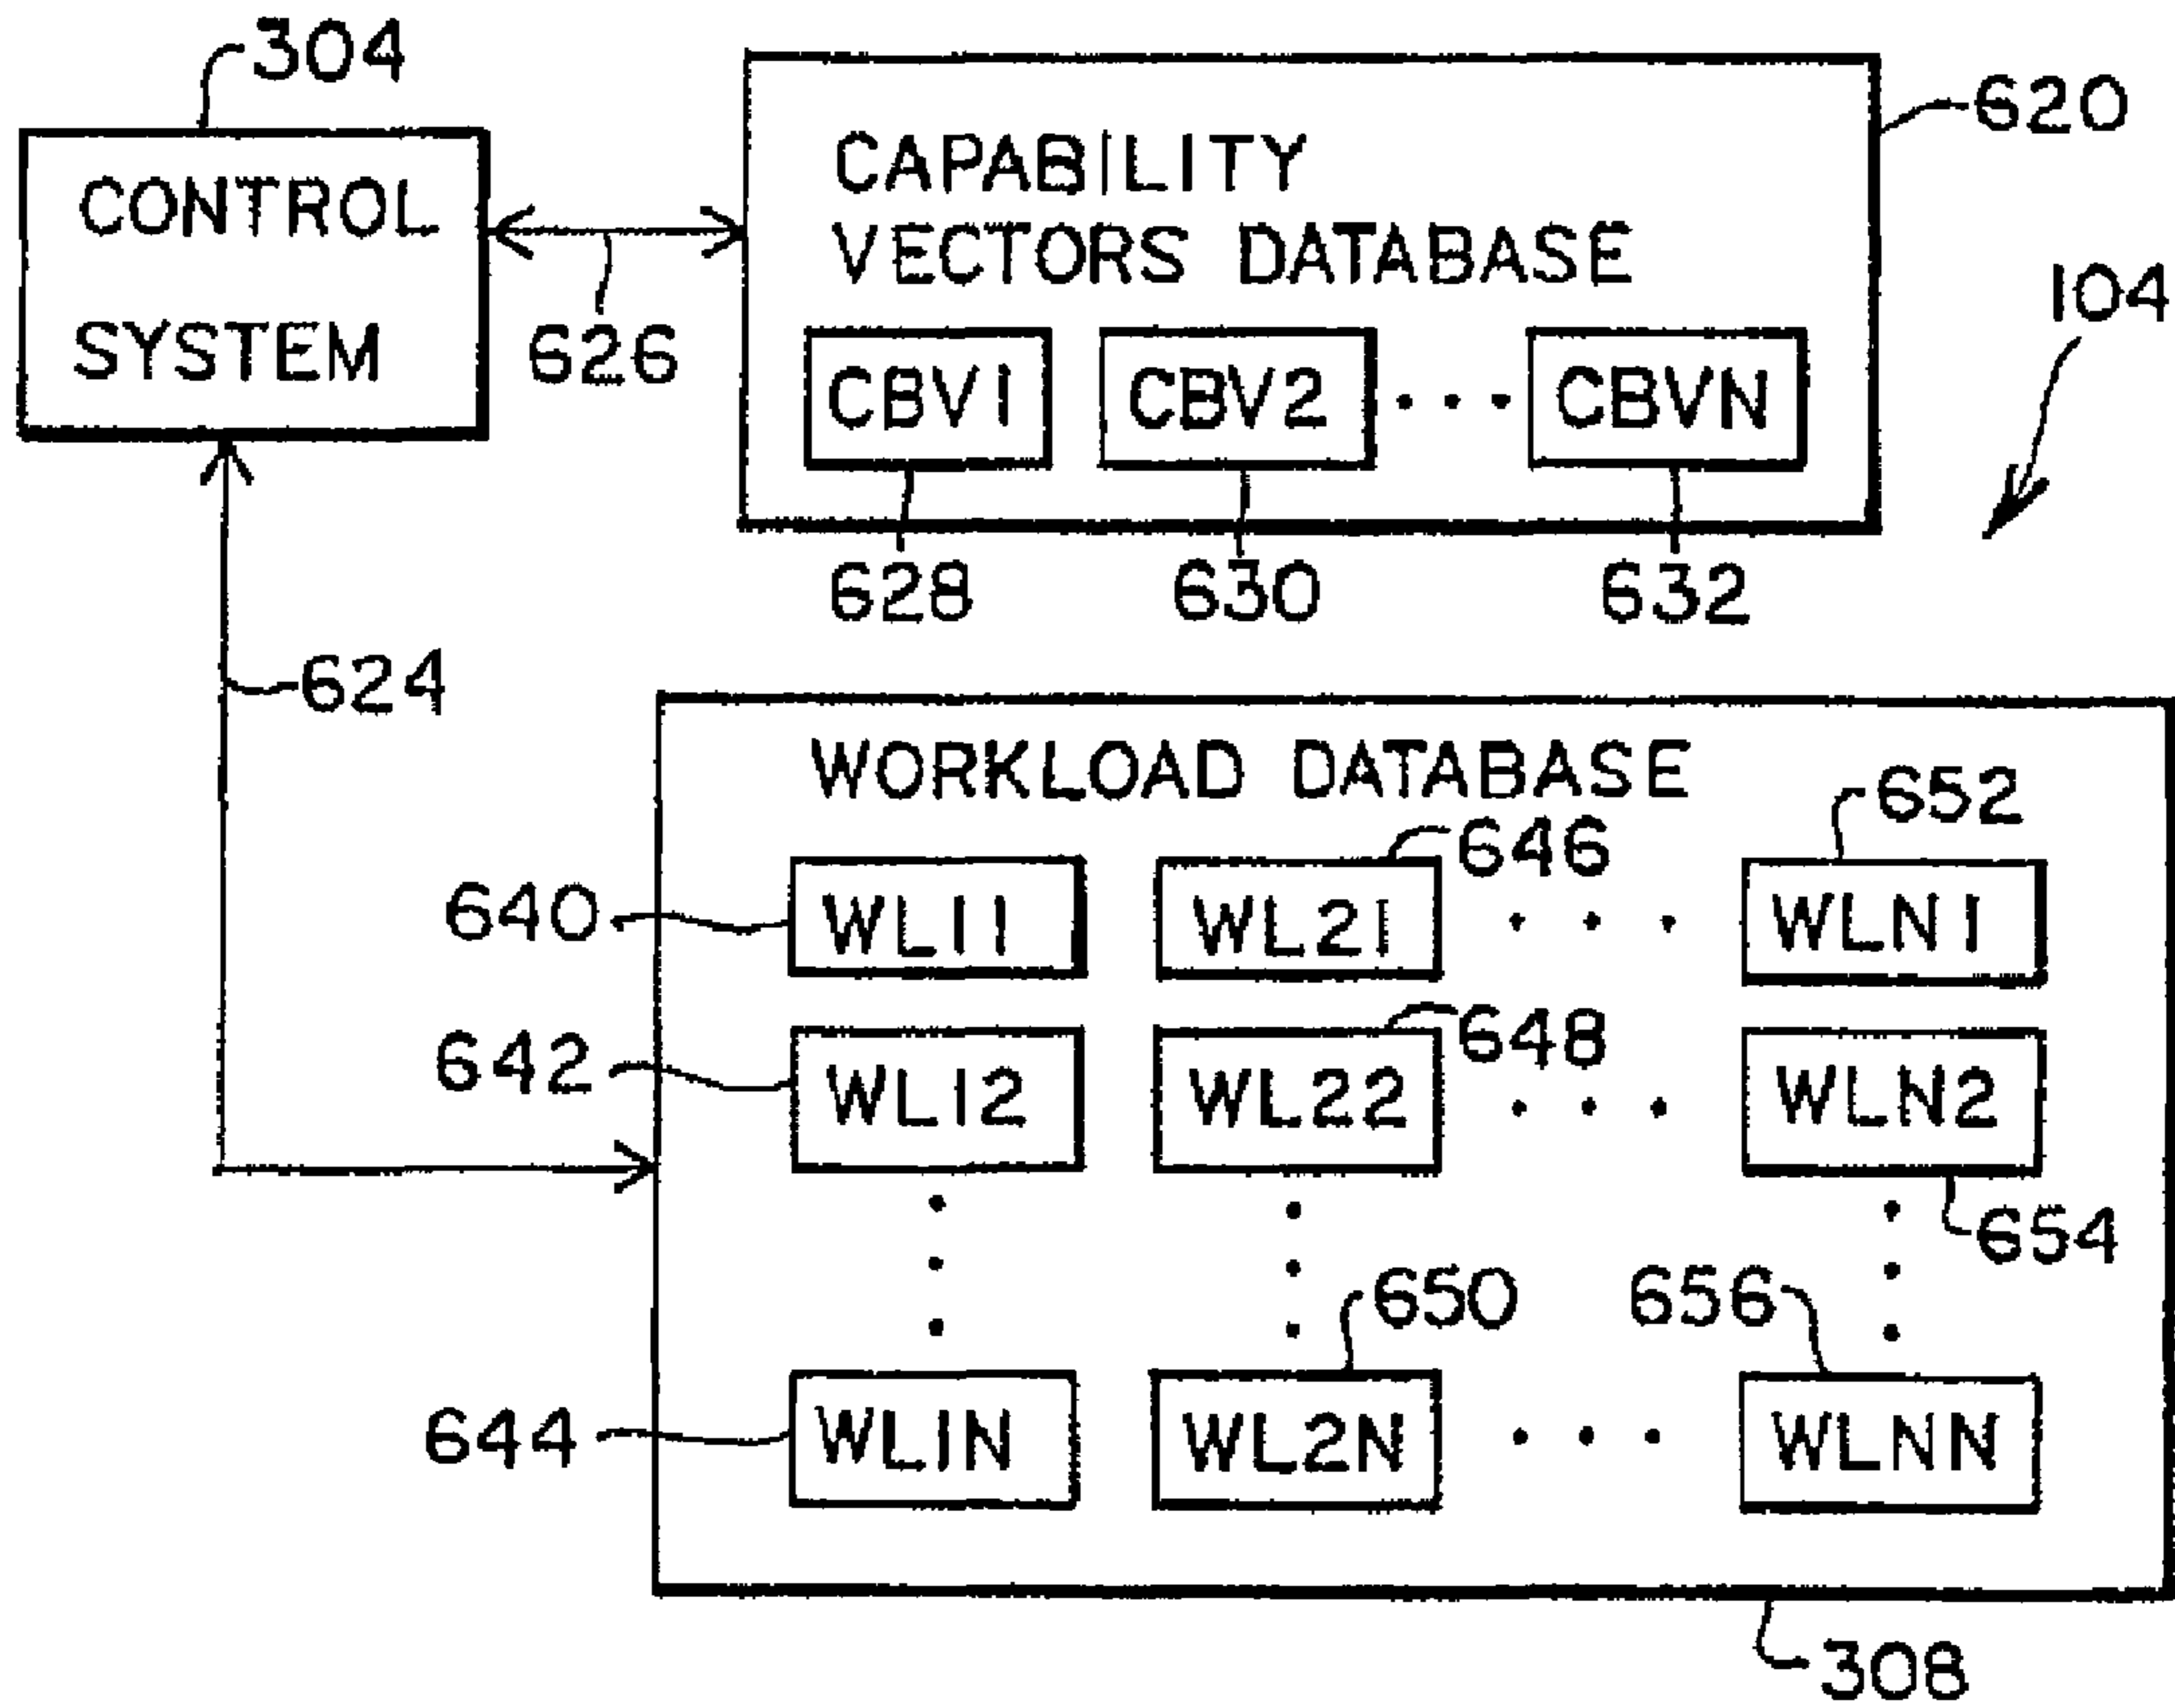 304
CONTROL
SYSTEM
626
CAPABILITY
VECTORS DATABASE
620
104
CBV1 CBV2 ... CBVN
628 630 632
624
WORKLOAD DATABASE
652
646
640 WL11 WL21 ... WLN1
648
642 WL12 WL22 ... WLN2
654
650 656
644 WL1N WL2N ... WLNN
308